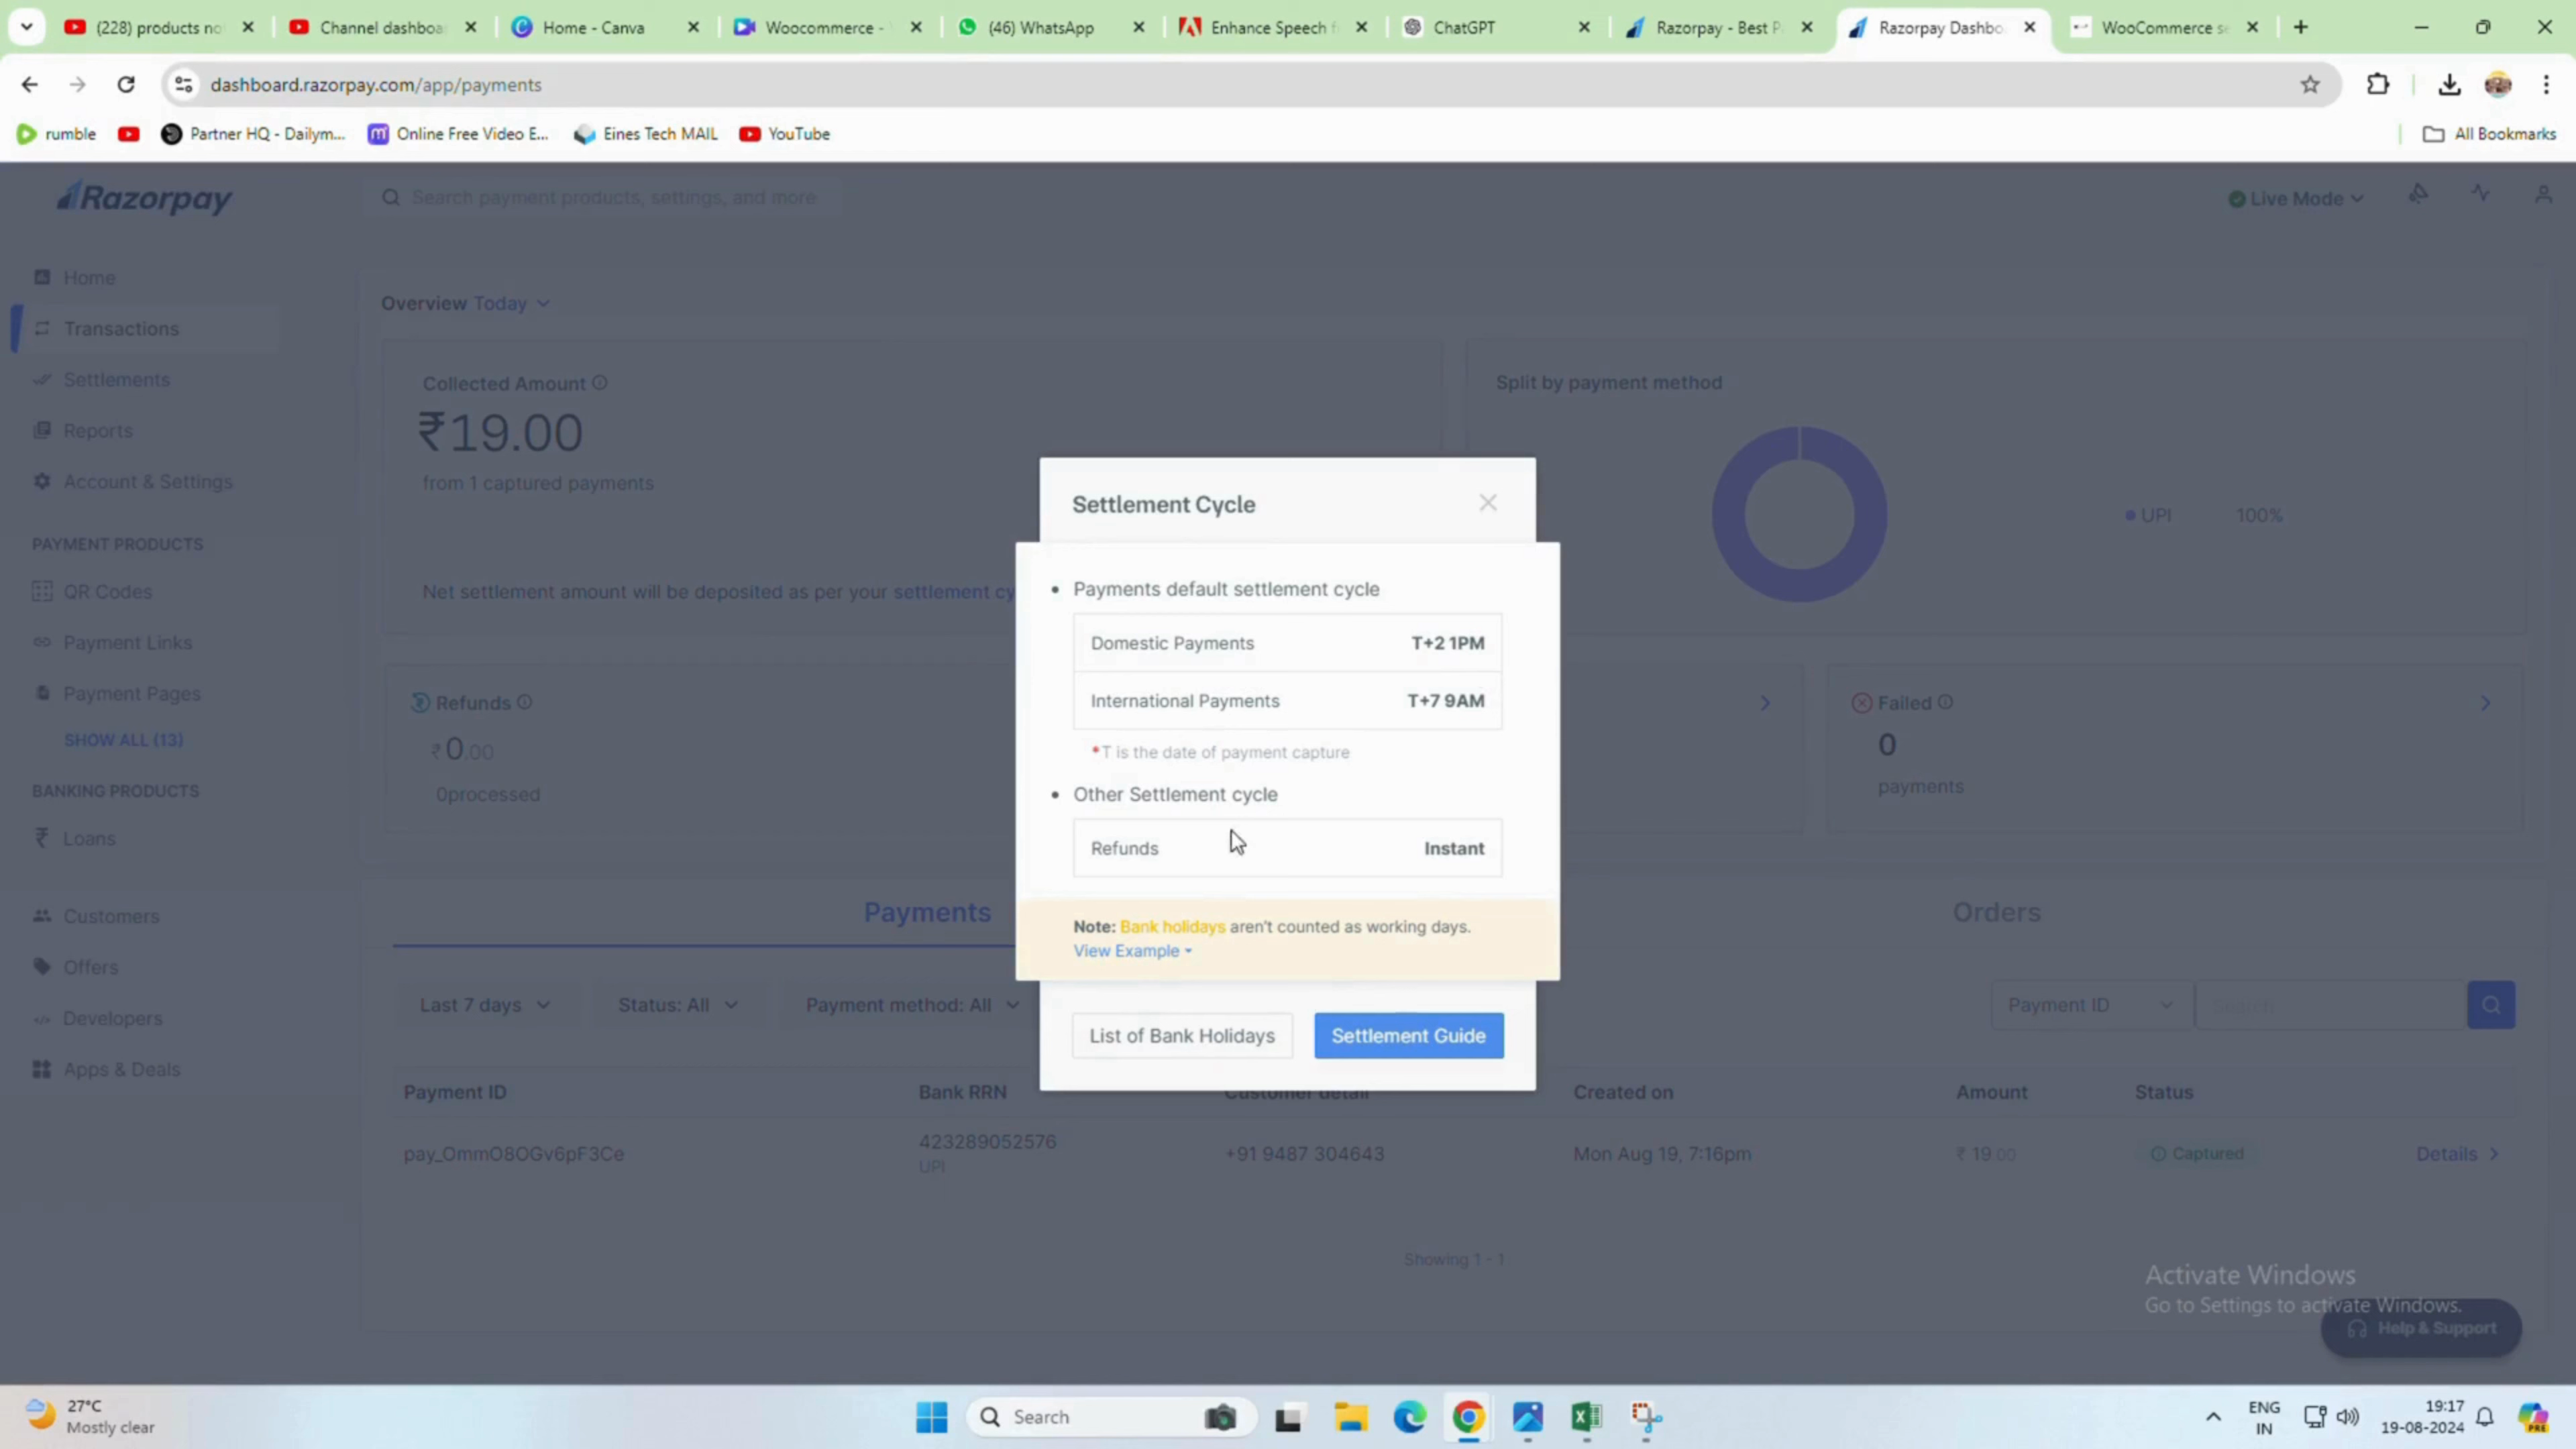 (228) products no
Channel dashboa
Home - Canva
Woocommerce -
(46) WhatsApp
Enhance Speech f
ChatGPT
Razorpay - Best P
Razorpay Dashbo
WooCommerce se
dashboard.razorpay.com/app/payments
rumble
Partner HQ - Dailym...
Online Free Video E...
Eines Tech MAIL
YouTube
All Bookmarks
Razorpay
Search payment products, settings, and more
Live Mode
Home
Transactions
Settlements
Reports
Account & Settings
PAYMENT PRODUCTS
QR Codes
Payment Links
Payment Pages
SHOW ALL (13)
BANKING PRODUCTS
Loans
Customers
Offers
Developers
Apps & Deals
Overview Today
Collected Amount
₹19.00
from 1 captured payments
Net settlement amount will be deposited as per your settlement cy
Split by payment method
UPI 100%
Refunds
₹0.00
0processed
Failed
0
payments
Settlement Cycle
Payments default settlement cycle
Domestic Payments T+2 1PM
International Payments T+7 9AM
*T is the date of payment capture
Other Settlement cycle
Refunds Instant
Note: Bank holidays aren't counted as working days.
View Example
List of Bank Holidays
Settlement Guide
Payments
Orders
Last 7 days
Status: All
Payment method: All
Payment ID
Search
Payment ID
Bank RRN
Customer detail
Created on
Amount
Status
pay_OmmO8OGv6pF3Ce
423289052576
UPI
+91 9487 304643
Mon Aug 19, 7:16pm
₹ 19.00
Captured
Details
Showing 1 - 1
Activate Windows
Go to Settings to activate Windows.
Help & Support
27°C
Mostly clear
Search
ENG
IN
19:17
19-08-2024
PRE